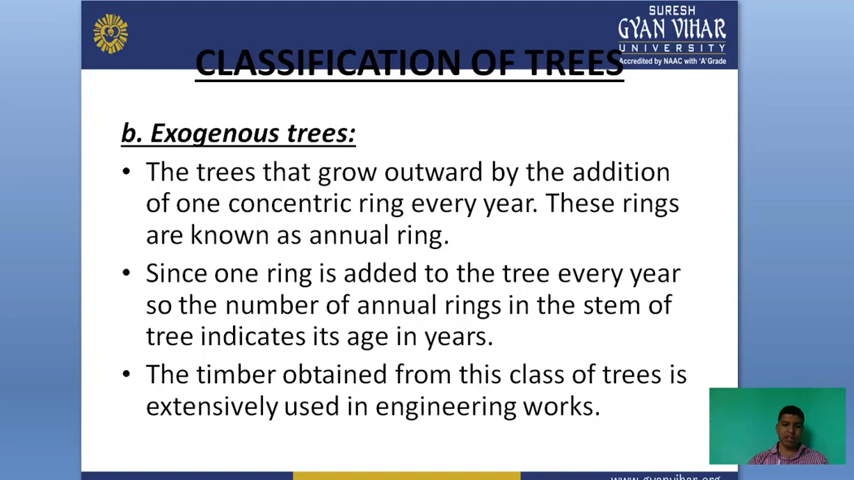 SURESH
GYAN VIHAR
UNIVERSITY
Accredited by NAAC with 'A' Grade
CLASSIFICATION OF TREES
b. Exogenous trees:
• The trees that grow outward by the addition
of one concentric ring every year. These rings
are known as annual ring.
• Since one ring is added to the tree every year
so the number of annual rings in the stem of
tree indicates its age in years.
• The timber obtained from this class of trees is
extensively used in engineering works.
www.gyanvihar.org